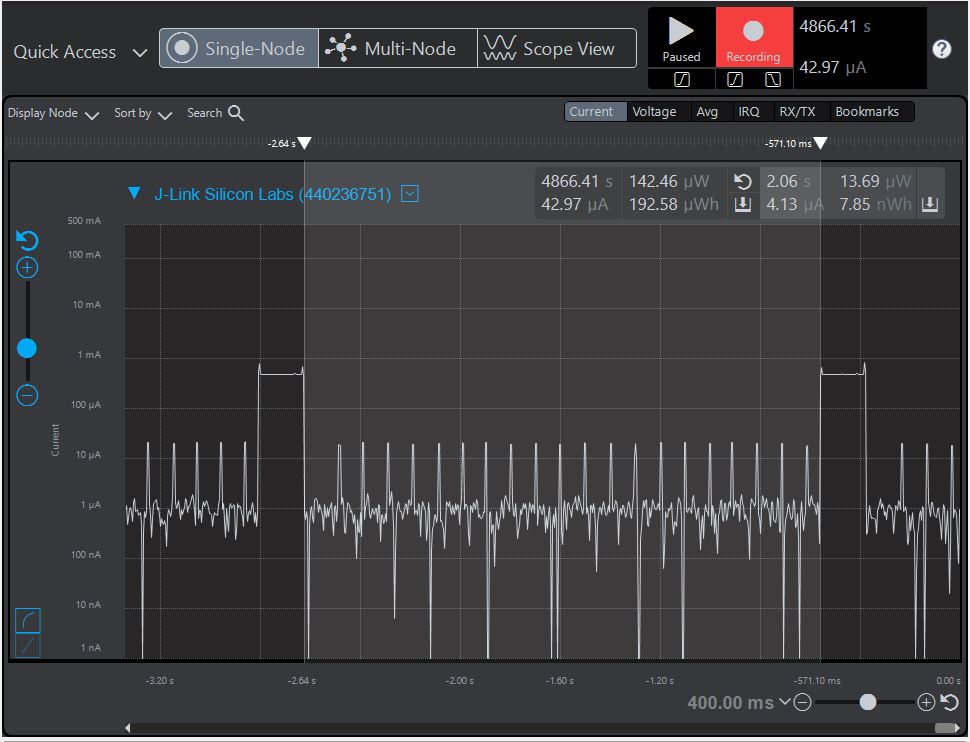 Quick Access
Single-Node
Multi-Node
Scope View
Paused
Recording
4866.41 s
42.97 µA
?
Display Node
Sort by
Search
Current
Voltage
Avg
IRQ
RX/TX
Bookmarks
-2.64 s
-571.10 ms
J-Link Silicon Labs (440236751)
4866.41 s
42.97 µA
142.46 µW
192.58 µWh
2.06 s
4.13 µA
13.69 µW
7.85 nWh
500 mA
100 mA
10 mA
1 mA
100 µA
10 µA
1 µA
100 nA
10 nA
1 nA
Current
-3.20 s
-2.64 s
-2.00 s
-1.60 s
-1.20 s
-571.10 ms
0.00 s
400.00 ms